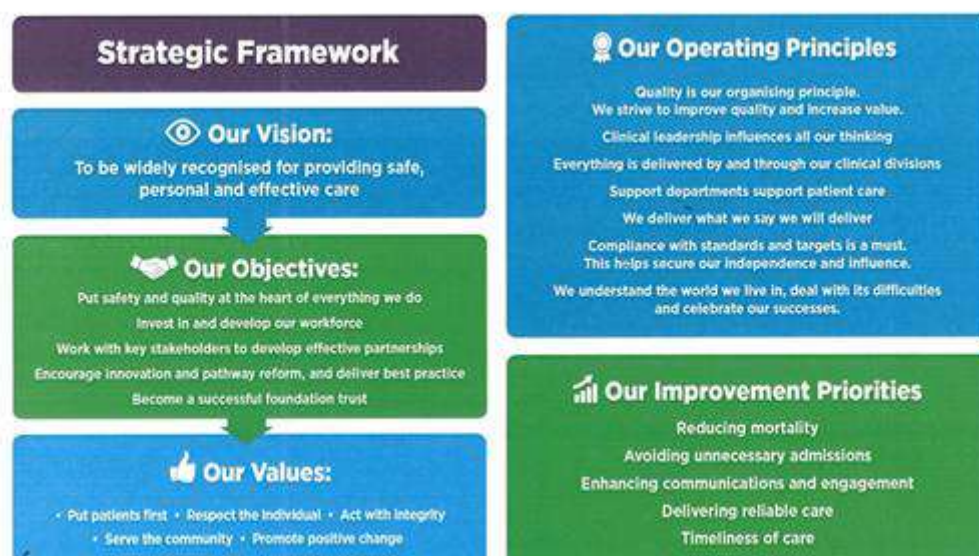 Strategic Framework
Our Vision:
To be widely recognised for providing safe,
personal and effective care
Our Objectives:
Put safety and quality at the heart of everything we do
Invest in and develop our workforce
Work with key stakeholders to develop effective partnerships
Encourage innovation and pathway reform, and deliver best practice
Become a successful foundation trust
Our Values:
• Put patients first • Respect the individual • Act with integrity
• Serve the community • Promote positive change
Our Operating Principles
Quality is our organising principle.
We strive to improve quality and increase value.
Clinical leadership influences all our thinking
Everything is delivered by and through our clinical divisions
Support departments support patient care
We deliver what we say we will deliver
Compliance with standards and targets is a must.
This helps secure our independence and influence.
We understand the world we live in, deal with its difficulties
and celebrate our successes.
Our Improvement Priorities
Reducing mortality
Avoiding unnecessary admissions
Enhancing communications and engagement
Delivering reliable care
Timeliness of care